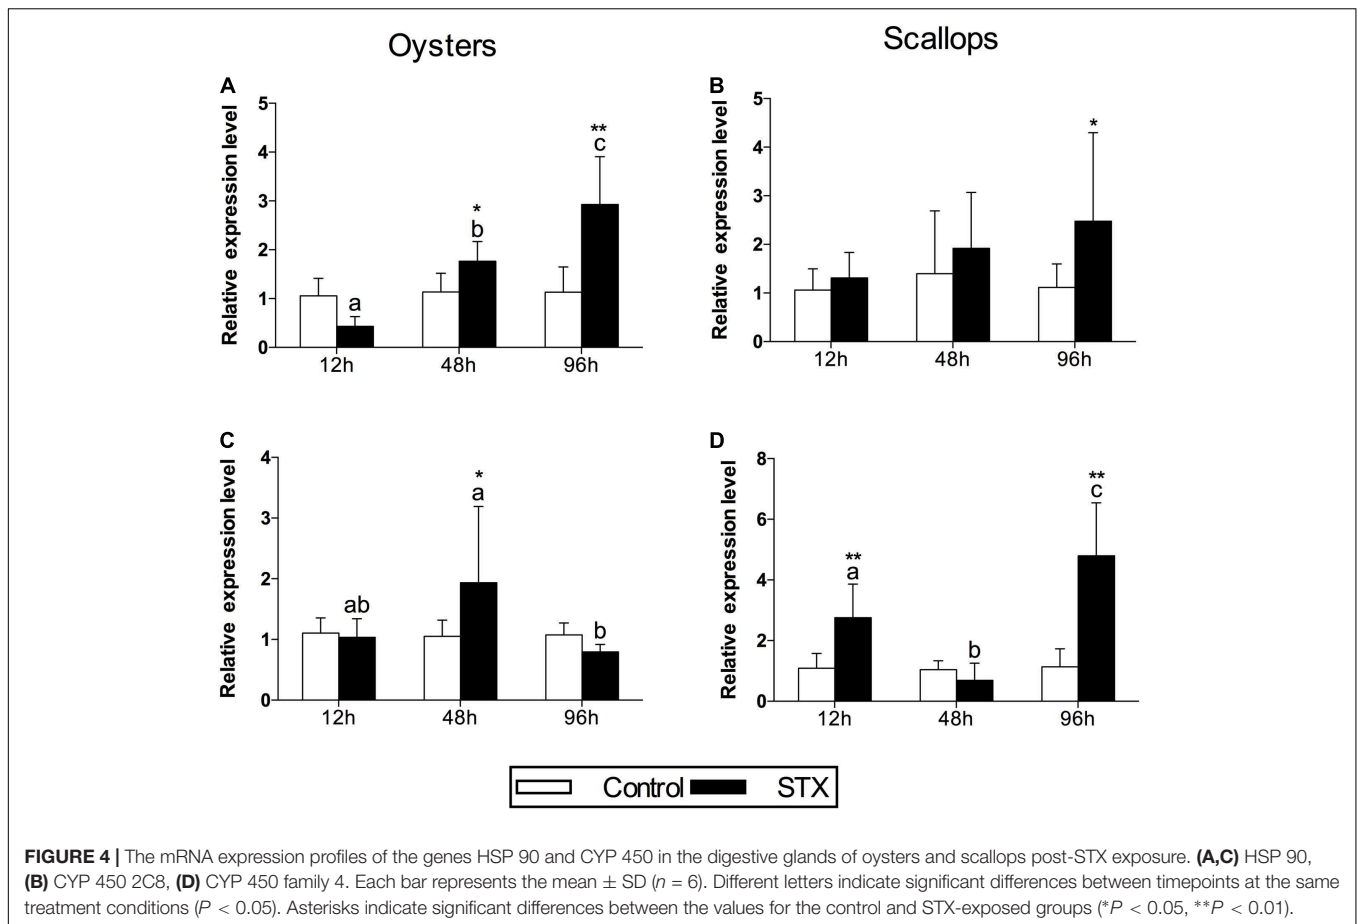 Oysters
Scallops
A
Relative expression level
5
4
3
2
1
0
a
*
b
**
c
12h
48h
96h
B
Relative expression level
5
4
3
2
1
0
*
12h
48h
96h
C
Relative expression level
4
3
2
1
0
ab
*
a
b
12h
48h
96h
D
Relative expression level
8
6
4
2
0
**
a
b
**
c
12h
48h
96h
Control STX
FIGURE 4 | The mRNA expression profiles of the genes HSP 90 and CYP 450 in the digestive glands of oysters and scallops post-STX exposure. (A,C) HSP 90,
(B) CYP 450 2C8, (D) CYP 450 family 4. Each bar represents the mean ± SD (n = 6). Different letters indicate significant differences between timepoints at the same
treatment conditions (P < 0.05). Asterisks indicate significant differences between the values for the control and STX-exposed groups (*P < 0.05, **P < 0.01).